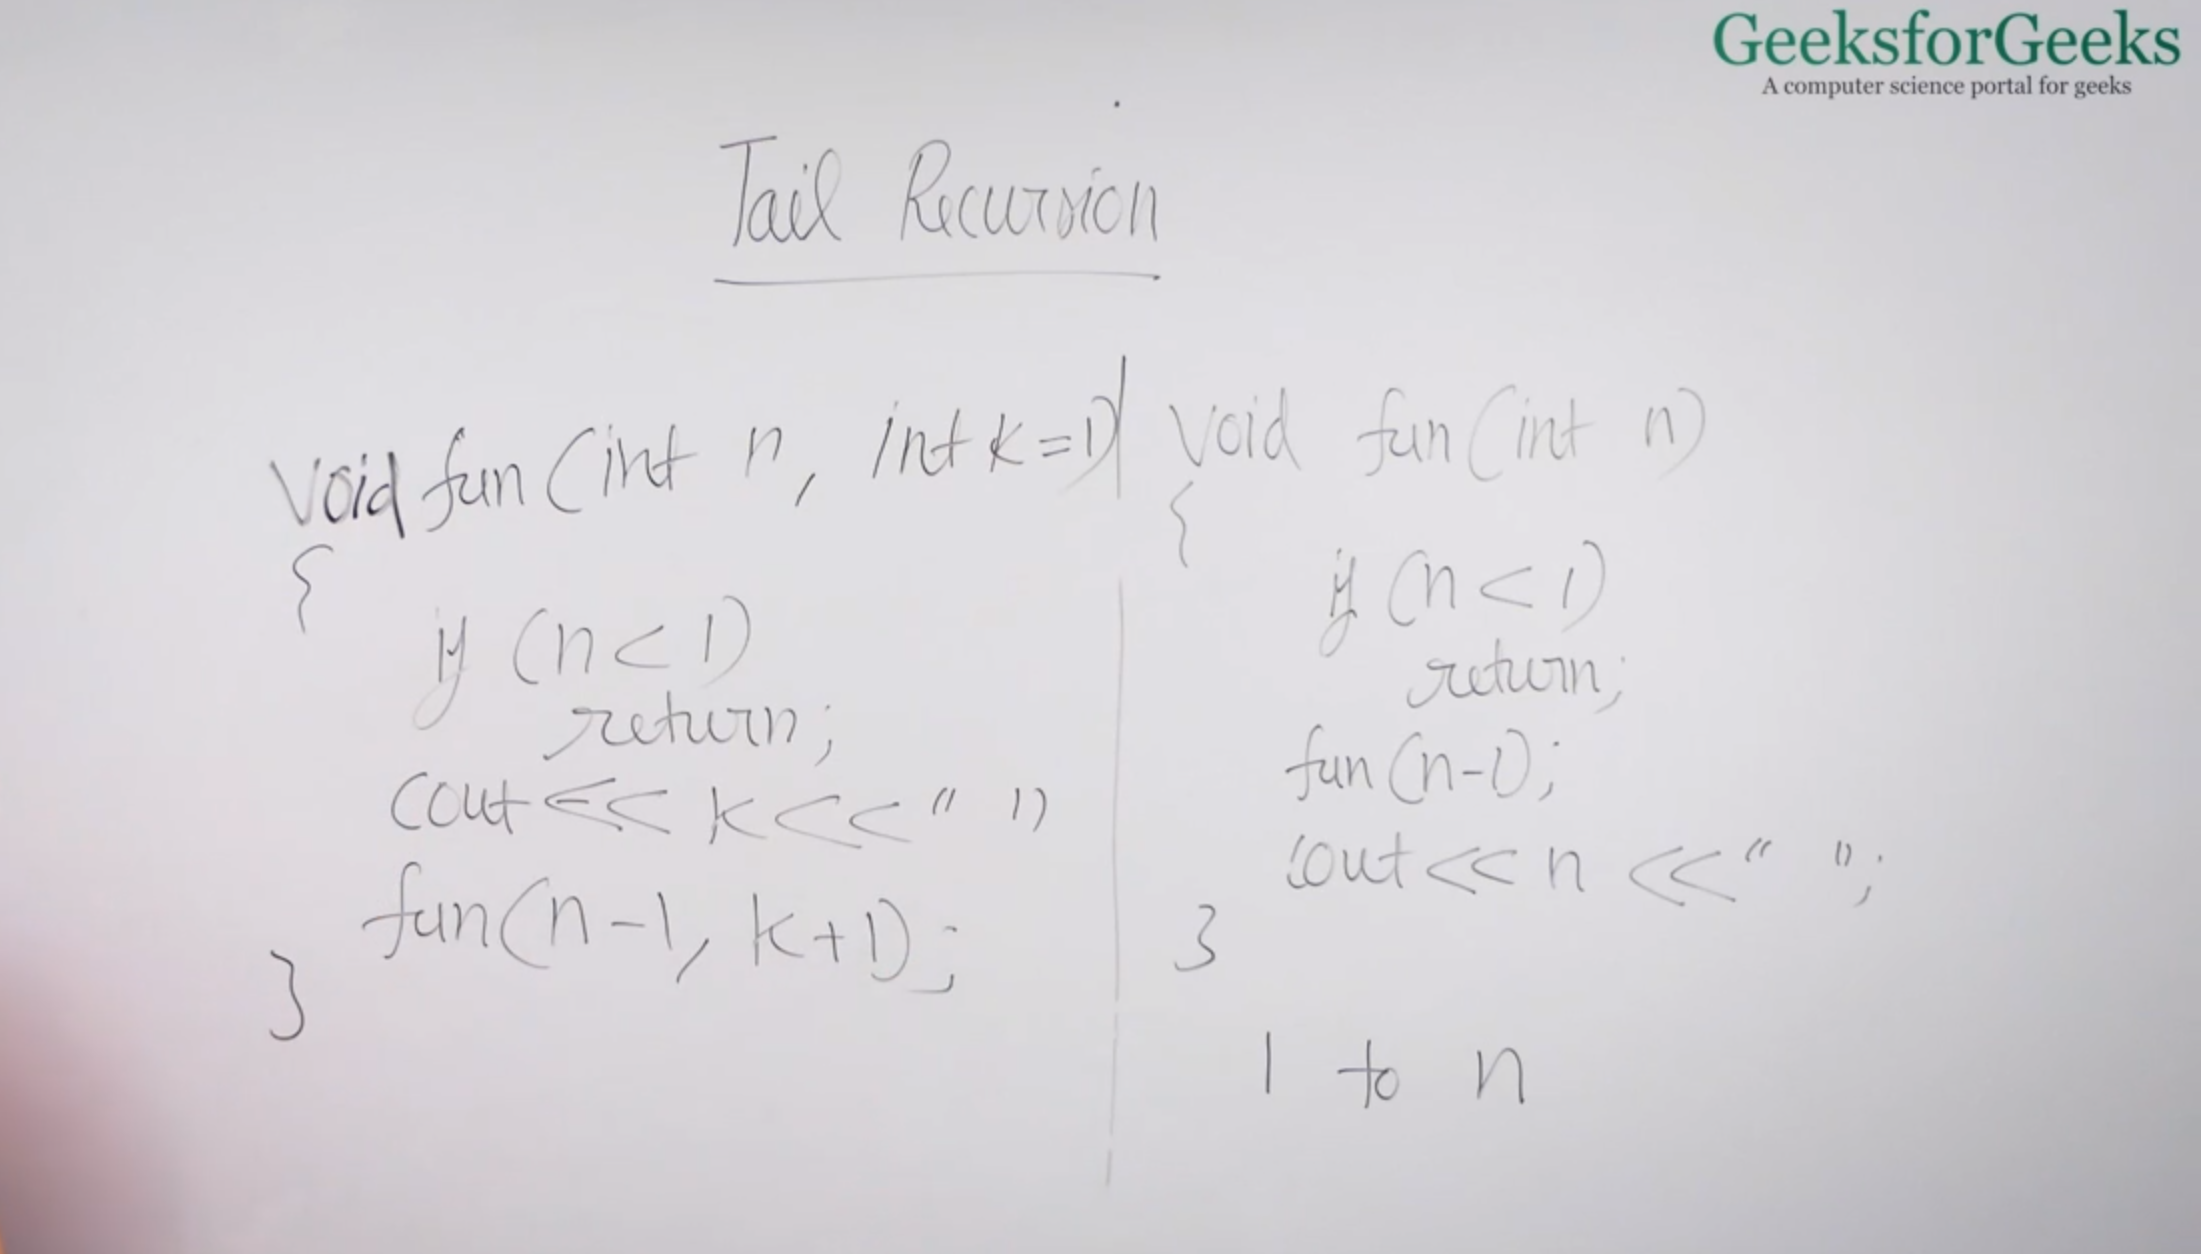 GeeksforGeeks
A computer science portal for geeks
Tail Recursion
Void fun(int n, int k=1)
{
if (n<1)
return;
cout<<k<<" "
fun(n-1, k+1);
}
Void fun(int n)
{
if (n<1)
return;
fun(n-1);
cout<<n<<" ";
}
1 to n